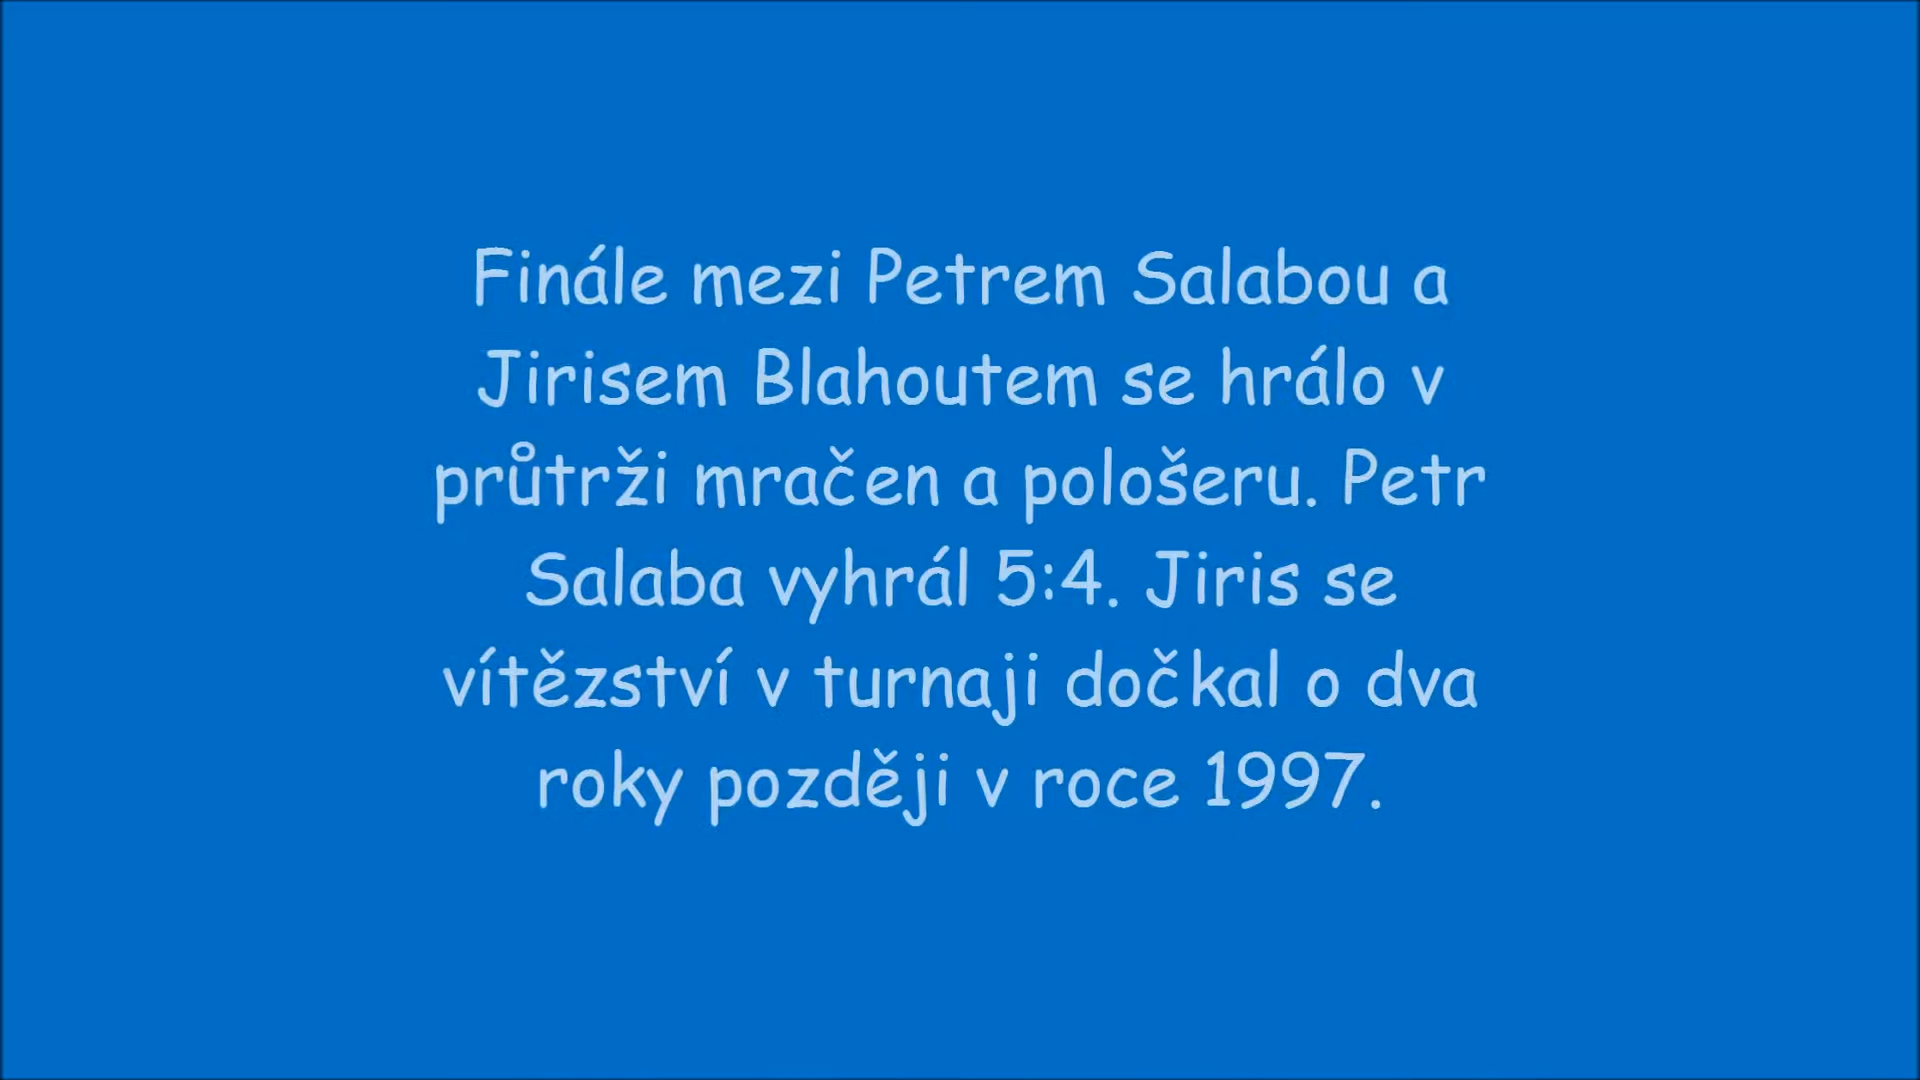 Finále mezi Petrem Salabou a
Jirisem Blahoutem se hrálo v
průtrži mračen a pološeru. Petr
Salaba vyhrál 5:4. Jiris se
vítězství v turnaji dočkal o dva
roky později v roce 1997.